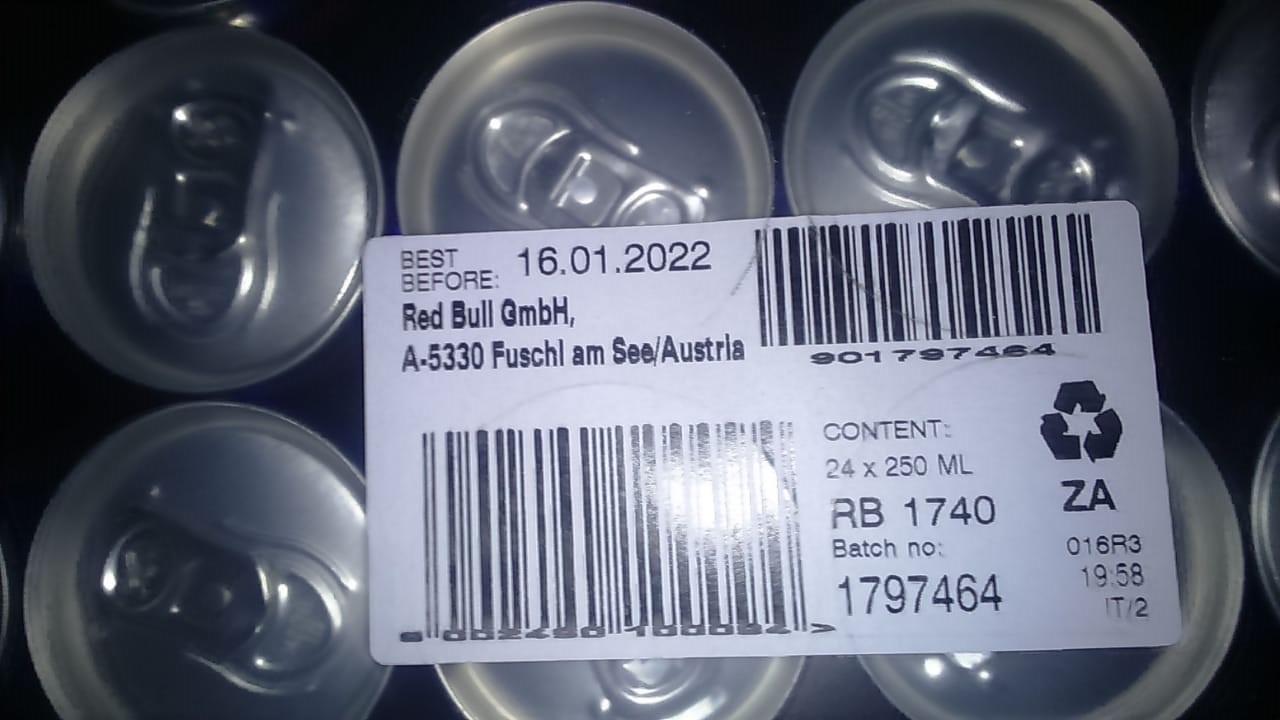 BEST
BEFORE: 16.01.2022
Red Bull GmbH,
A-5330 Fuschl am See/Austria
901797464
CONTENT:
24 x 250 ML
RB 1740
Batch no:
1797464
ZA
016R3
19:58
IT/2